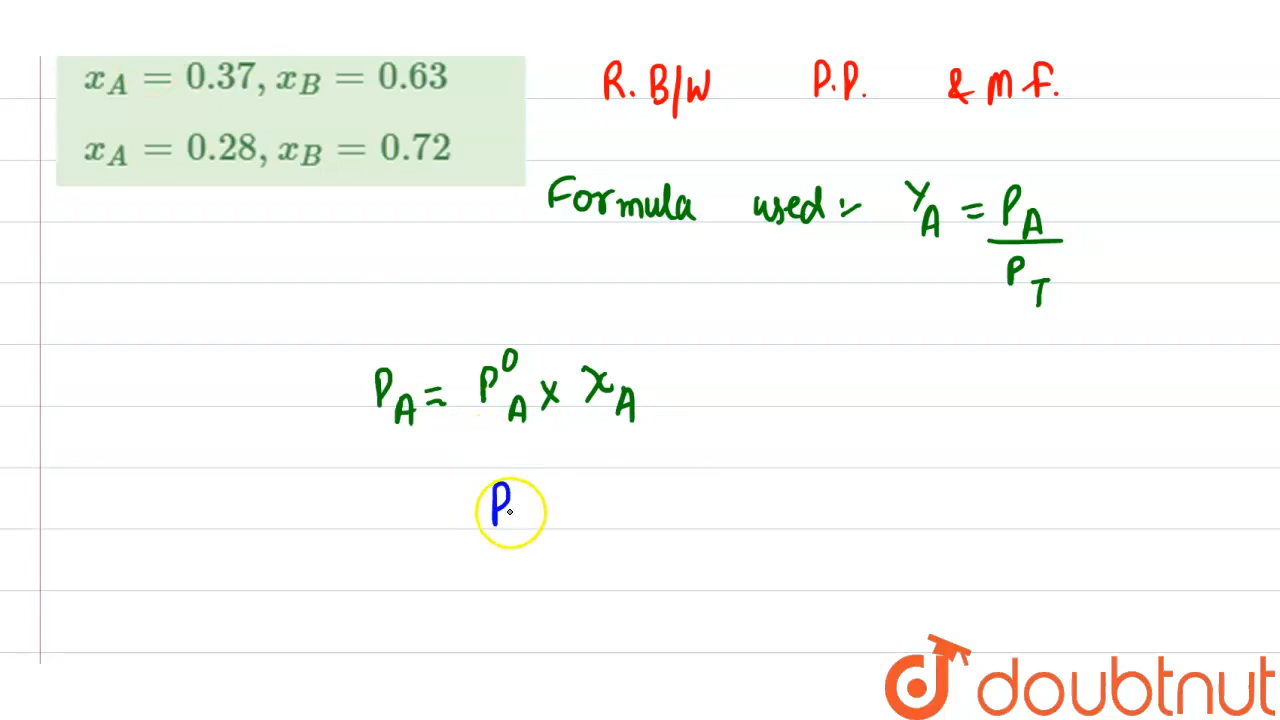 x_A = 0.37, x_B = 0.63
R. B/W P.P. & M f.
x_A = 0.28, x_B = 0.72
Formula used :- Y_A = P_A / P_T
P_A = P^0_A × x_A
P
doubtnut